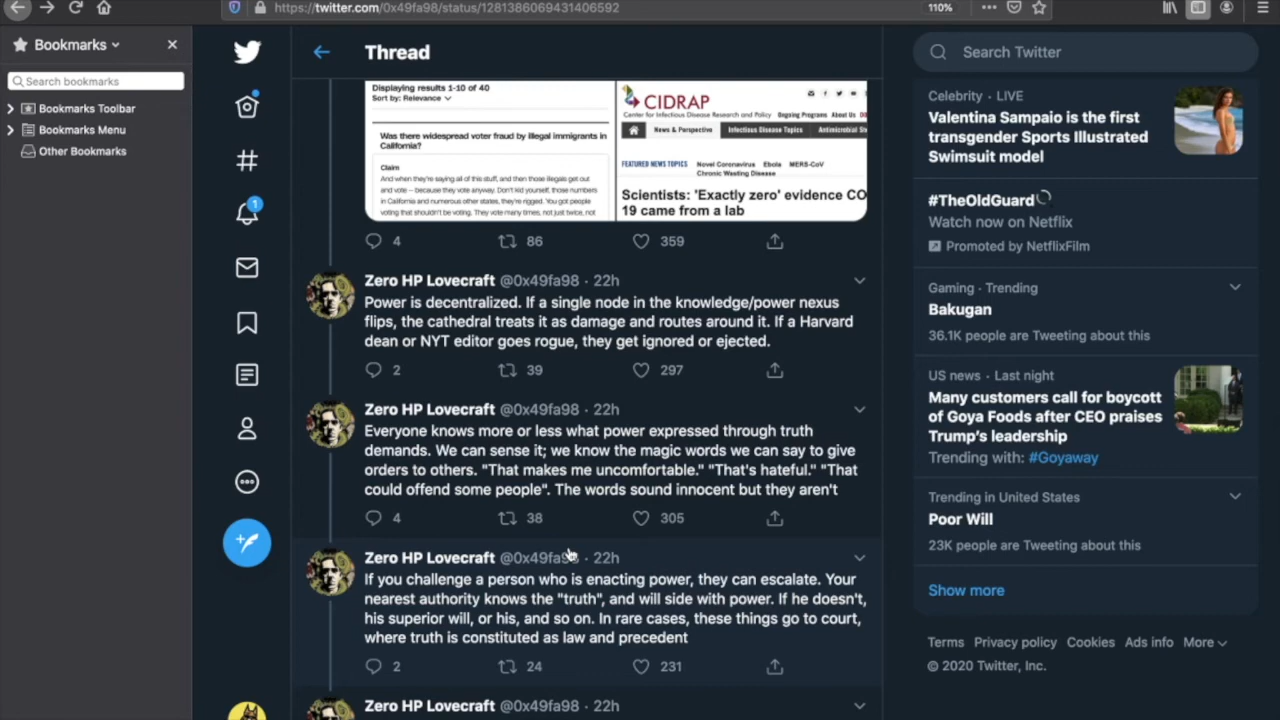 https://twitter.com/0x49fa98/status/1281386069431406592
110%
Bookmarks
Search bookmarks
Bookmarks Toolbar
Bookmarks Menu
Other Bookmarks
1
Thread
Displaying results 1-10 of 40
Sort by: Relevance
Was there widespread voter fraud by illegal immigrants in
California?
Claim
And when they're saying all of this stuff, and then those illegals get out
and vote -- because they vote anyway. Don't kid yourself, those numbers
in California and numerous other states, they're rigged. You got people
voting that shouldn't be voting. They vote many times, not just twice, not
CIDRAP
Center for Infectious Disease Research and Policy
Ongoing Programs About Us
News & Perspective
Infectious Disease Topics
Antimicrobial
FEATURED NEWS TOPICS
Novel Coronavirus Ebola MERS-CoV
Chronic Wasting Disease
Scientists: 'Exactly zero' evidence CO
19 came from a lab
4 86 359
Zero HP Lovecraft @0x49fa98 · 22h
Power is decentralized. If a single node in the knowledge/power nexus
flips, the cathedral treats it as damage and routes around it. If a Harvard
dean or NYT editor goes rogue, they get ignored or ejected.
2 39 297
Zero HP Lovecraft @0x49fa98 · 22h
Everyone knows more or less what power expressed through truth
demands. We can sense it; we know the magic words we can say to give
orders to others. "That makes me uncomfortable." "That's hateful." "That
could offend some people". The words sound innocent but they aren't
4 38 305
Zero HP Lovecraft @0x49fa98 · 22h
If you challenge a person who is enacting power, they can escalate. Your
nearest authority knows the "truth", and will side with power. If he doesn't,
his superior will, or his, and so on. In rare cases, these things go to court,
where truth is constituted as law and precedent
2 24 231
Zero HP Lovecraft @0x49fa98 · 22h
Search Twitter
Celebrity · LIVE
Valentina Sampaio is the first
transgender Sports Illustrated
Swimsuit model
#TheOldGuard
Watch now on Netflix
Promoted by NetflixFilm
Gaming · Trending
Bakugan
36.1K people are Tweeting about this
US news · Last night
Many customers call for boycott
of Goya Foods after CEO praises
Trump's leadership
Trending with: #Goyaway
Trending in United States
Poor Will
23K people are Tweeting about this
Show more
Terms Privacy policy Cookies Ads info More
© 2020 Twitter, Inc.